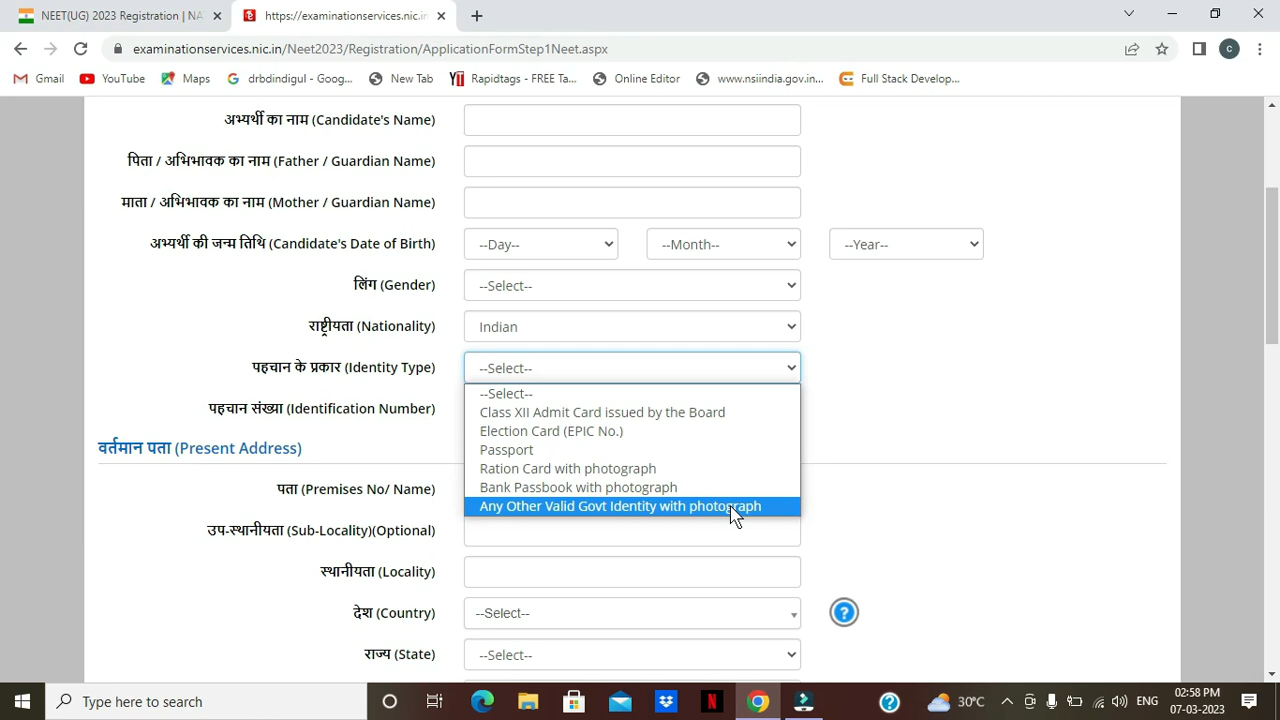 NEET(UG) 2023 Registration | NA
https://examinationservices.nic.in
examinationservices.nic.in/Neet2023/Registration/ApplicationFormStep1Neet.aspx
C
Gmail YouTube Maps drbdindigul - Goog... New Tab Rapidtags - FREE Ta... Online Editor www.nsiindia.gov.in... Full Stack Develop...
अभ्यर्थी का नाम (Candidate's Name)
पिता / अभिभावक का नाम (Father / Guardian Name)
माता / अभिभावक का नाम (Mother / Guardian Name)
अभ्यर्थी की जन्म तिथि (Candidate's Date of Birth) --Day-- --Month-- --Year--
लिंग (Gender) --Select--
राष्ट्रीयता (Nationality) Indian
पहचान के प्रकार (Identity Type) --Select--
--Select--
Class XII Admit Card issued by the Board
पहचान संख्या (Identification Number)
Election Card (EPIC No.)
Passport
वर्तमान पता (Present Address)
Ration Card with photograph
Bank Passbook with photograph
पता (Premises No/ Name)
Any Other Valid Govt Identity with photograph
उप-स्थानीयता (Sub-Locality)(Optional)
स्थानीयता (Locality)
देश (Country) --Select-- ?
राज्य (State) --Select--
Type here to search
30°C ENG 02:58 PM
07-03-2023